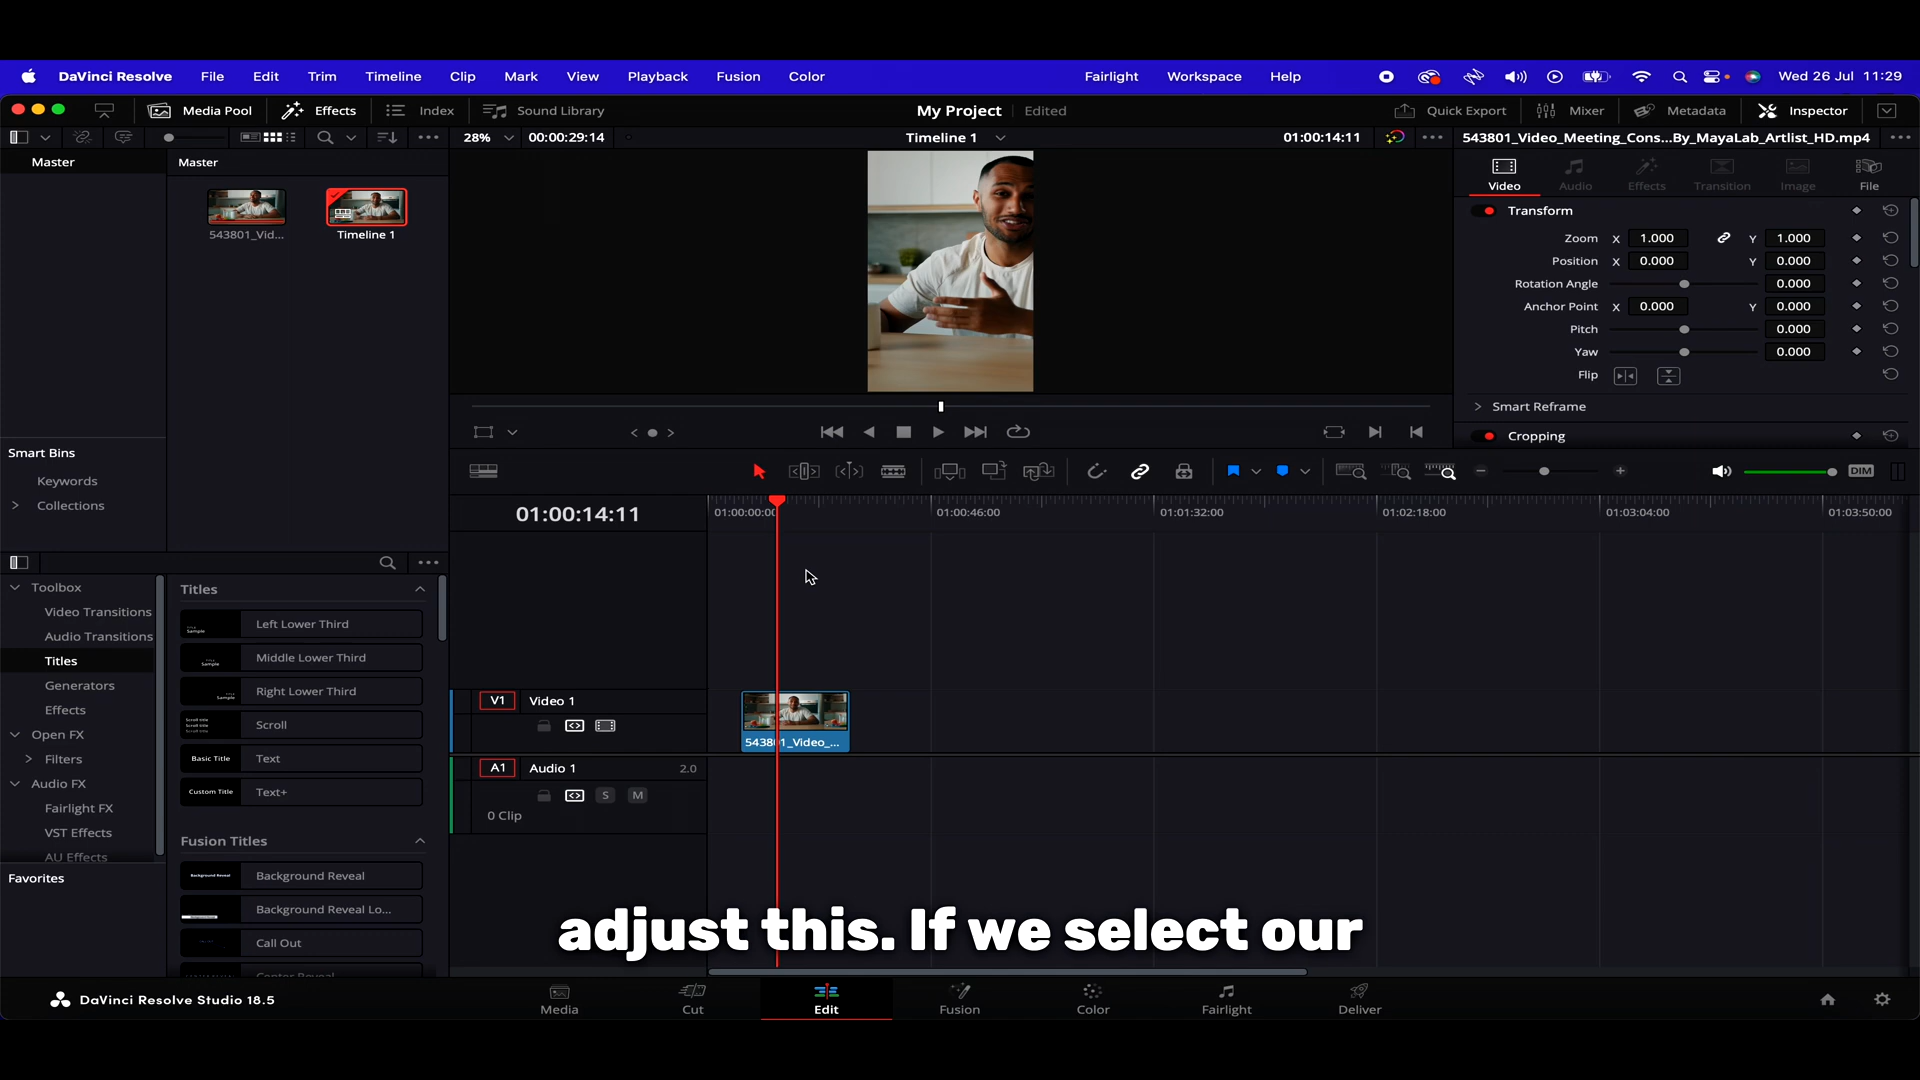 DaVinci Resolve File Edit Trim Timeline Clip Mark View Playback Fusion Color Fairlight Workspace Help Wed 26 Jul 11:29
Media Pool Effects Index Sound Library My Project Edited Quick Export Mixer Metadata Inspector
28% 00:00:29:14 Timeline 1 01:00:14:11 543801_Video_Meeting_Cons...By_MayaLab_Artlist_HD.mp4
Master Master
543801_Vid... Timeline 1
Video Audio Effects Transition Image File
Transform
Zoom X 1.000 Y 1.000
Position X 0.000 Y 0.000
Rotation Angle 0.000
Anchor Point X 0.000 Y 0.000
Pitch 0.000
Yaw 0.000
Flip
Smart Reframe
Cropping
Smart Bins
Keywords
Collections
DIM
01:00:14:11
01:00:00:00 01:00:46:00 01:01:32:00 01:02:18:00 01:03:04:00 01:03:50:00
Toolbox
Video Transitions
Audio Transitions
Titles
Generators
Effects
Open FX
Filters
Audio FX
Fairlight FX
VST Effects
AU Effects
Favorites
Titles
Left Lower Third
Middle Lower Third
Right Lower Third
Scroll
Basic Title Text
Custom Title Text+
Fusion Titles
Background Reveal Background Reveal
Background Reveal Lo...
Call Out
Center Reveal
V1 Video 1
543801_Video_...
A1 Audio 1 2.0
S M
0 Clip
adjust this. If we select our
DaVinci Resolve Studio 18.5
Media Cut Edit Fusion Color Fairlight Deliver